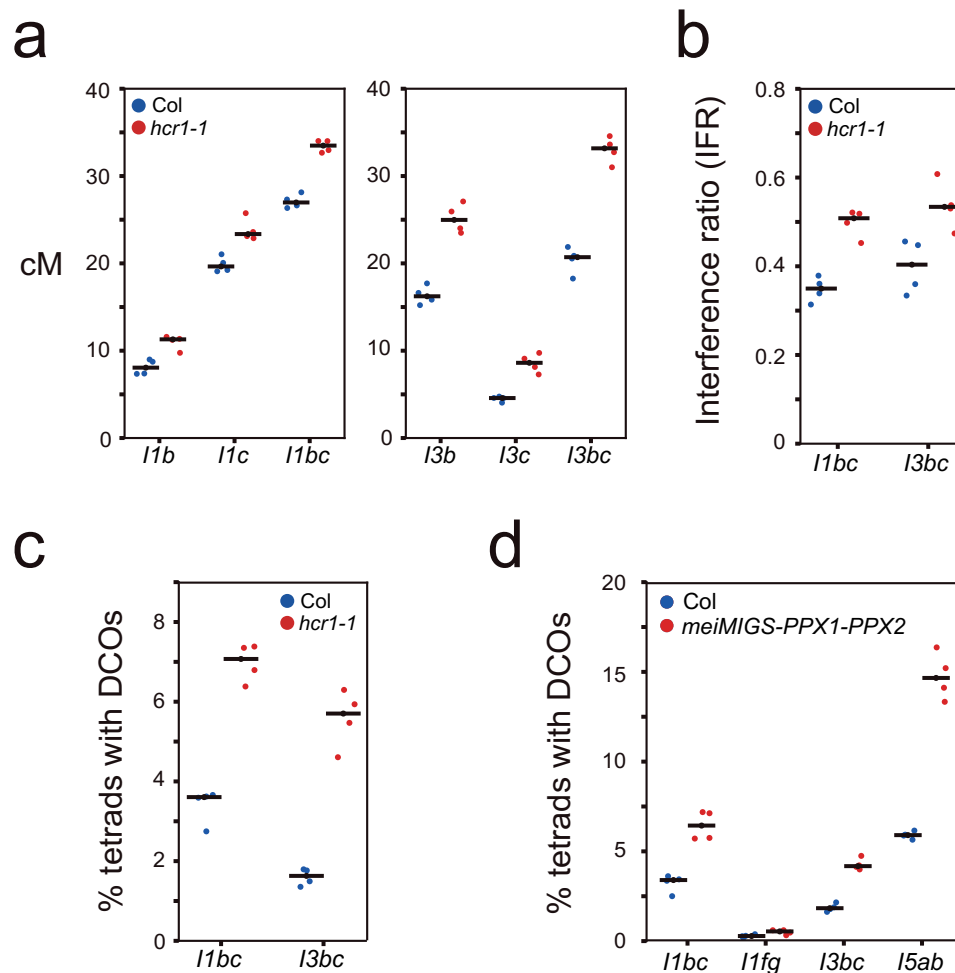 a
cM
40
30
20
10
0
Col
hcr1-1
I1b
I1c
I1bc
40
30
20
10
0
I3b
I3c
I3bc
b
Interference ratio (IFR)
0.8
0.6
0.4
0.2
0
Col
hcr1-1
I1bc
I3bc
c
% tetrads with DCOs
8
6
4
2
0
Col
hcr1-1
I1bc
I3bc
d
% tetrads with DCOs
20
15
10
5
0
Col
meiMIGS-PPX1-PPX2
I1bc
I1fg
I3bc
I5ab